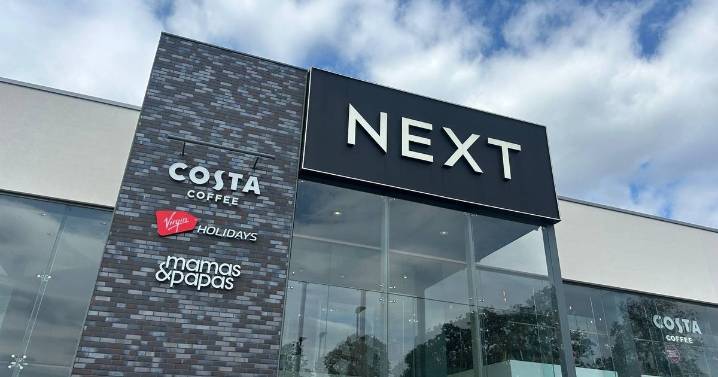 NEXT
COSTA
COFFEE
Virgin HOLIDAYS
mamas
&papas
COSTA
COFFEE